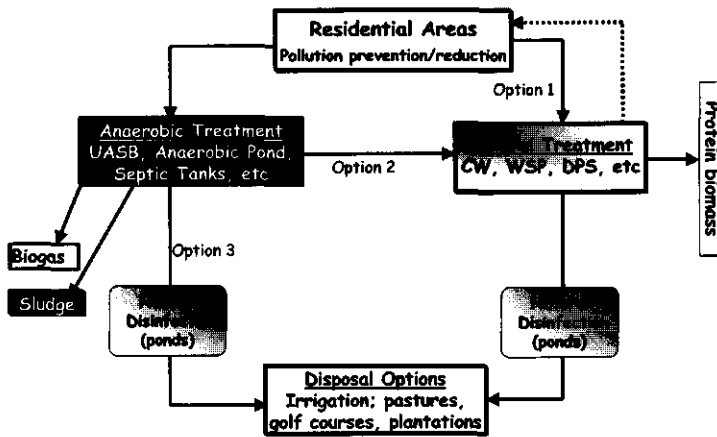 Residential Areas
Pollution prevention/reduction
Option 1
Anaerobic Treatment
UASB, Anaerobic Pond,
Septic Tanks, etc
Option 2
Treatment
CW, WSP, DPS, etc
Protein biomass
Option 3
Biogas
Sludge
(ponds)
(ponds)
Disposal Options
Irrigation; pastures,
golf courses, plantations